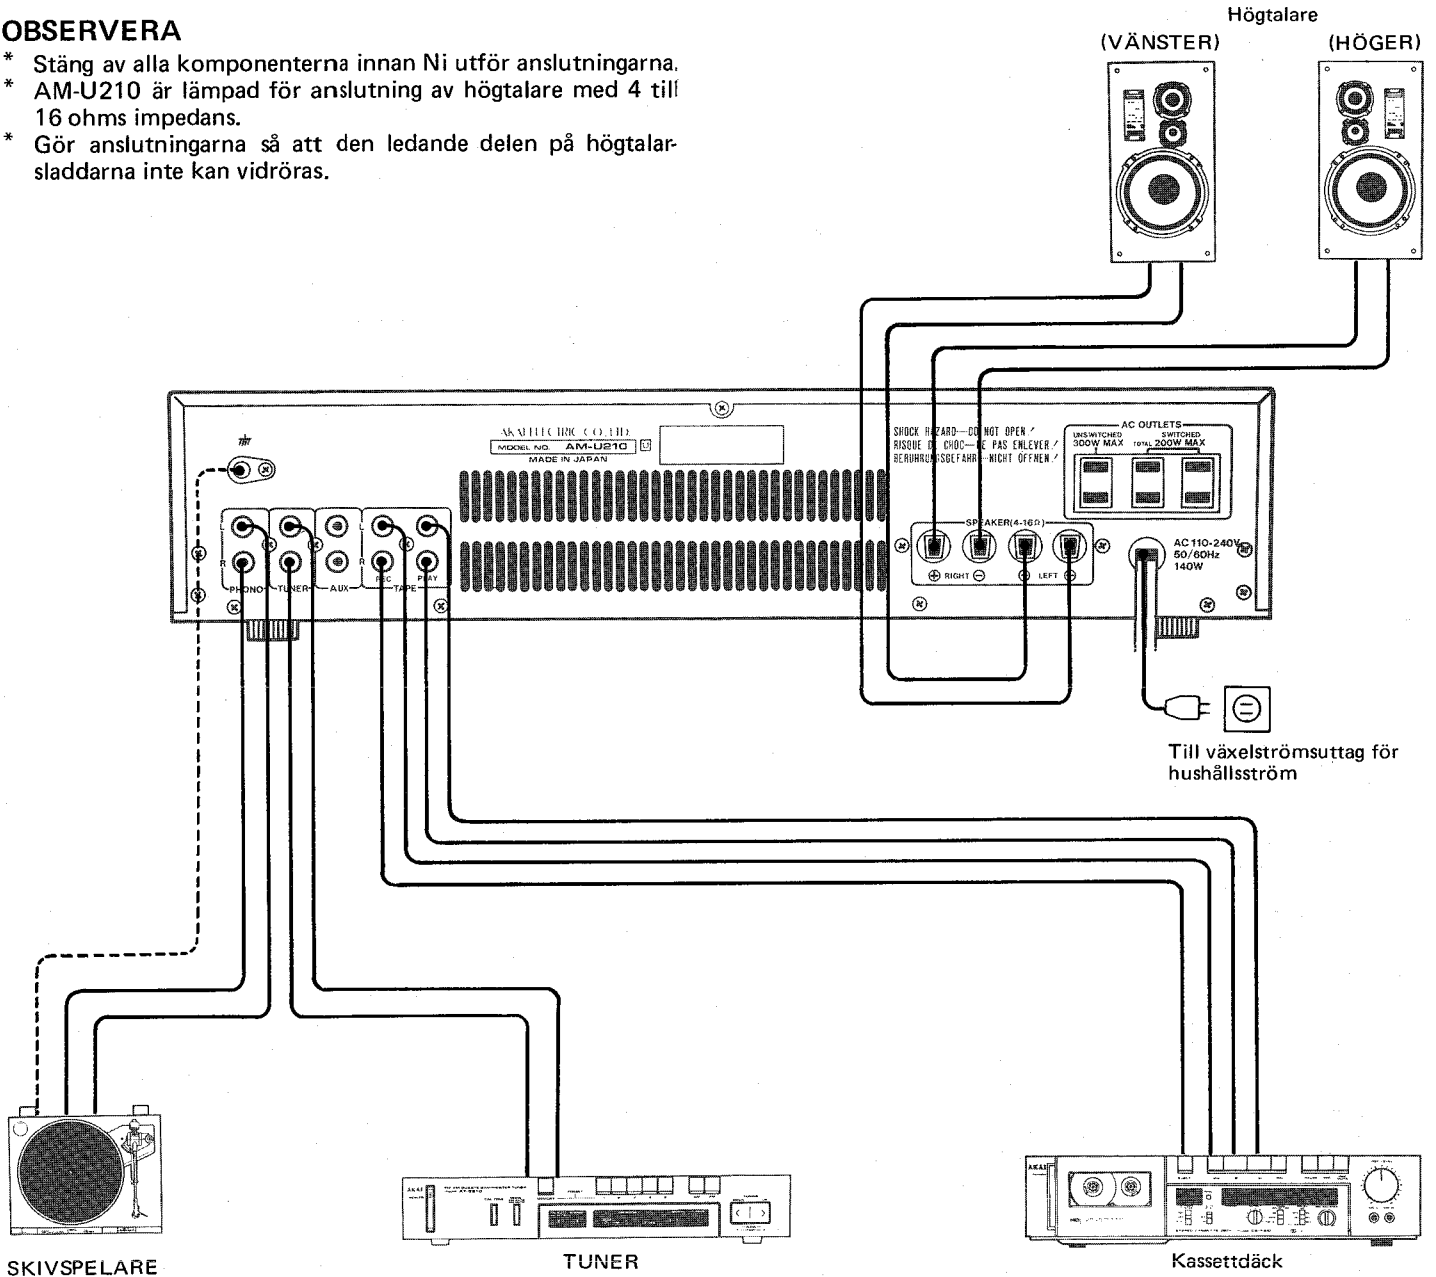 OBSERVERA
* Stäng av alla komponenterna innan Ni utför anslutningarna.
* AM-U210 är lämpad för anslutning av högtalare med 4 till
16 ohms impedans.
* Gör anslutningarna så att den ledande delen på högtalar-
sladdarna inte kan vidröras.
Högtalare
(VÄNSTER) (HÖGER)
AKAI ELECTRIC CO., LTD.
MODEL NO. AM-U210 U
MADE IN JAPAN
SHOCK HAZARD—DO NOT OPEN!
RISQUE DE CHOC—NE PAS ENLEVER!
BERÜHRUNGSGEFAHR—NICHT ÖFFNEN!
AC OUTLETS
UNSWITCHED SWITCHED
300W MAX TOTAL 200W MAX
SPEAKER(4-16Ω)
⊕ RIGHT ⊖ ⊕ LEFT ⊖
AC 110-240V
50/60Hz
140W
L
R R
REC PLAY
PHONO TUNER AUX TAPE
Till växelströmsuttag för
hushållsström
AKAI
AKAI
SKIVSPELARE
TUNER
Kassettdäck